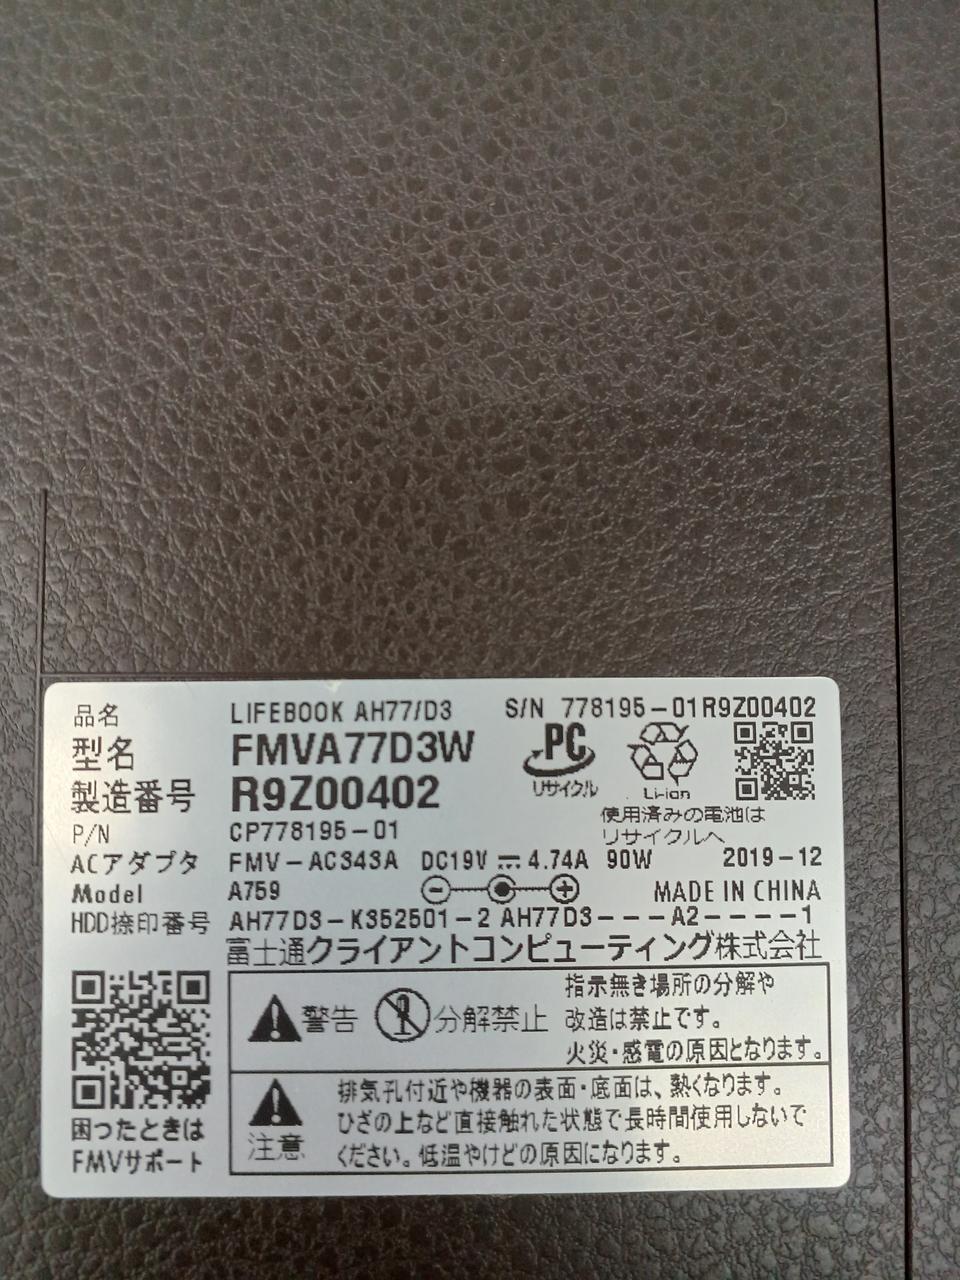 品名 LIFEBOOK AH77/D3 S/N 778195-01R9Z00402
型名 FMVA77D3W
製造番号 R9Z00402
PC
リサイクル
Li-ion
使用済みの電池は
リサイクルへ
P/N CP778195-01
ACアダプタ FMV-AC343A DC19V ⎓ 4.74A 90W 2019-12
Model A759 MADE IN CHINA
HDD捺印番号 AH77D3-K352501-2 AH77D3---A2----1
富士通クライアントコンピューティング株式会社
警告 分解禁止
指示無き場所の分解や
改造は禁止です。
火災・感電の原因となります。
注意
排気孔付近や機器の表面・底面は、熱くなります。
ひざの上など直接触れた状態で長時間使用しないで
ください。低温やけどの原因になります。
困ったときは
FMVサポート